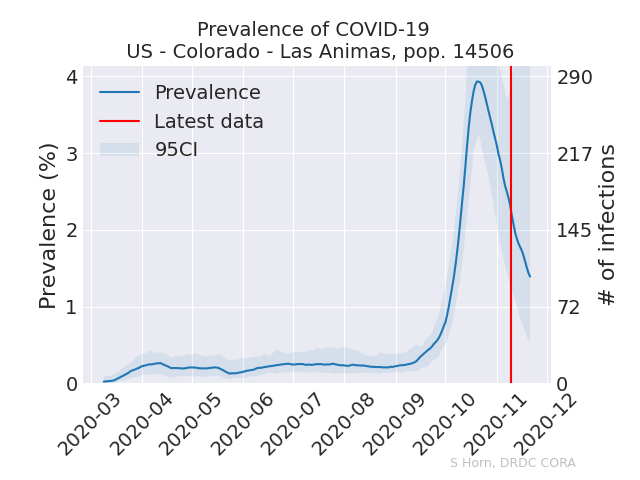 Prevalence of COVID-19
US - Colorado - Las Animas, pop. 14506
Prevalence
Latest data
95CI
Prevalence (%)
4
3
2
1
0
# of infections
290
217
145
72
0
2020-03
2020-04
2020-05
2020-06
2020-07
2020-08
2020-09
2020-10
2020-11
2020-12
S Horn, DRDC CORA